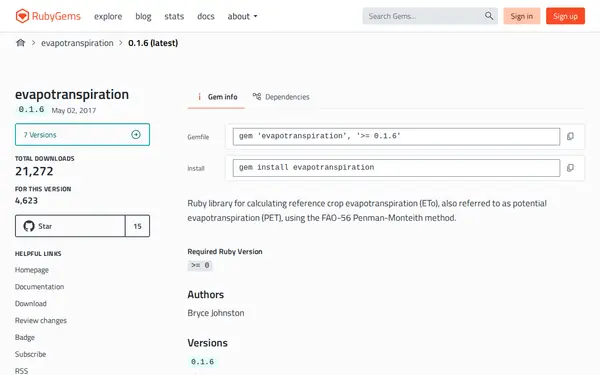 RubyGems
explore
blog
stats
docs
about
Search Gems...
Sign in
Sign up
evapotranspiration
0.1.6 (latest)
evapotranspiration
0.1.6 May 02, 2017
7 Versions
TOTAL DOWNLOADS
21,272
FOR THIS VERSION
4,623
Star 15
HELPFUL LINKS
Homepage
Documentation
Download
Review changes
Badge
Subscribe
RSS
Gem info
Dependencies
Gemfile
gem 'evapotranspiration', '>= 0.1.6'
Install
gem install evapotranspiration
Ruby library for calculating reference crop evapotranspiration (ETo), also referred to as potential
evapotranspiration (PET), using the FAO-56 Penman-Monteith method.
Required Ruby Version
>= 0
Authors
Bryce Johnston
Versions
0.1.6